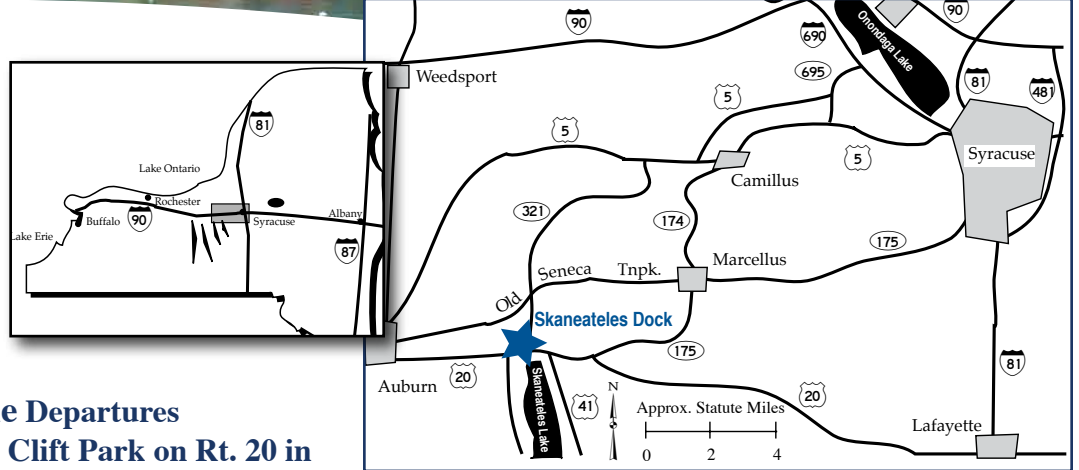 90
90
690
Onondaga Lake
Weedsport
695
81
481
5
81
5
5
Syracuse
Lake Ontario
Camillus
Rochester
321
174
Albany
Buffalo
90
Syracuse
175
Lake Erie
87
Marcellus
Old Seneca Tnpk.
Skaneateles Dock
175
81
Auburn
20
Skaneateles Lake
41
N
Approx. Statute Miles
20
0 2 4
Lafayette
e Departures
Clift Park on Rt. 20 in